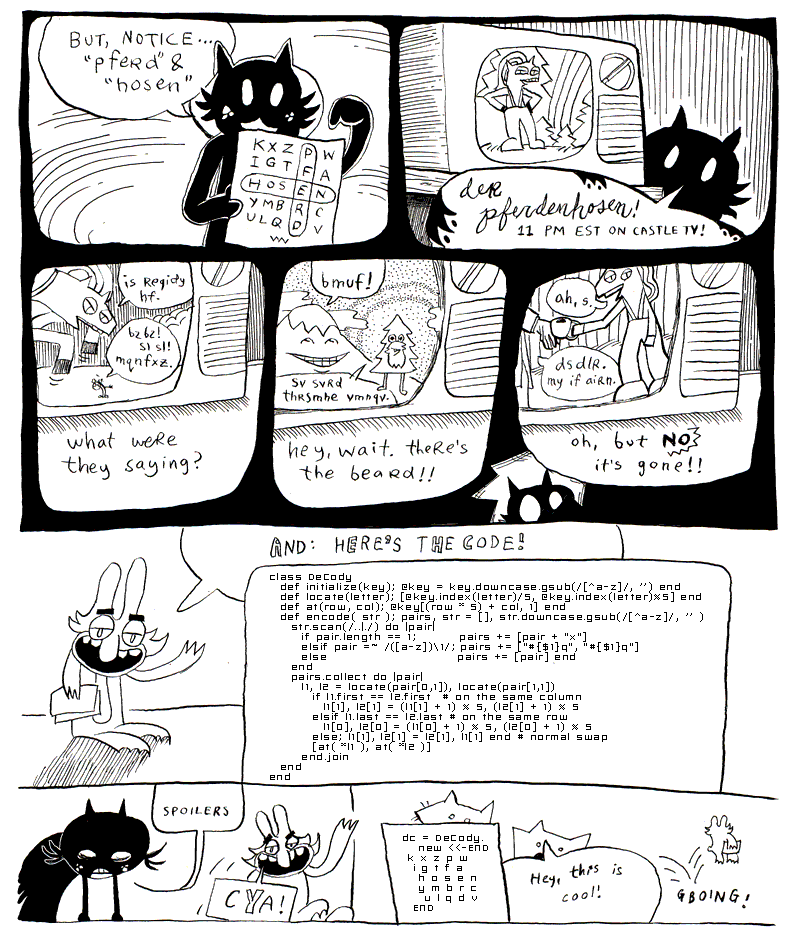 BUT, NOTICE...
"pferd" &
"hosen"
KXZ P W
IGT F A
HOS E N
YMB R C
ULQ D V
der
pferdenhosen!
11 PM EST ON CASTLE TV!
is Regidy
hf.
bzbz!
sisl!
mqnfxz.
what were
they saying?
bmuf!
sv svrd
thrsmhe vmnqv.
hey, wait. there's
the beard!!
ah, s.
dsdlr.
my if airn.
oh, but NO
it's gone!!
AND: HERE'S THE CODE!
class DeCody
def initialize(key); @key = key.downcase.gsub(/[^a-z]/, '') end
def locate(letter); [@key.index(letter)/5, @key.index(letter)%5] end
def at(row, col); @key[(row * 5) + col, 1] end
def encode( str ); pairs, str = [], str.downcase.gsub(/[^a-z]/, '' )
str.scan(/..|./) do |pair|
if pair.length == 1; pairs += [pair + "x"]
elsif pair =~ /([a-z])\1/; pairs += ["#{$1}q", "#{$1}q"]
else pairs += [pair] end
end
pairs.collect do |pair|
l1, l2 = locate(pair[0,1]), locate(pair[1,1])
if l1.first == l2.first # on the same column
l1[1], l2[1] = (l1[1] + 1) % 5, (l2[1] + 1) % 5
elsif l1.last == l2.last # on the same row
l1[0], l2[0] = (l1[0] + 1) % 5, (l2[0] + 1) % 5
else; l1[1], l2[1] = l2[1], l1[1] end # normal swap
[at( *l1 ), at( *l2 )]
end.join
end
end
SPOILERS
CYA!
dc = DeCody.
new <<-END
k x z p w
i g t f a
h o s e n
y m b r c
u l q d v
END
Hey, this is
cool!
GBOING!